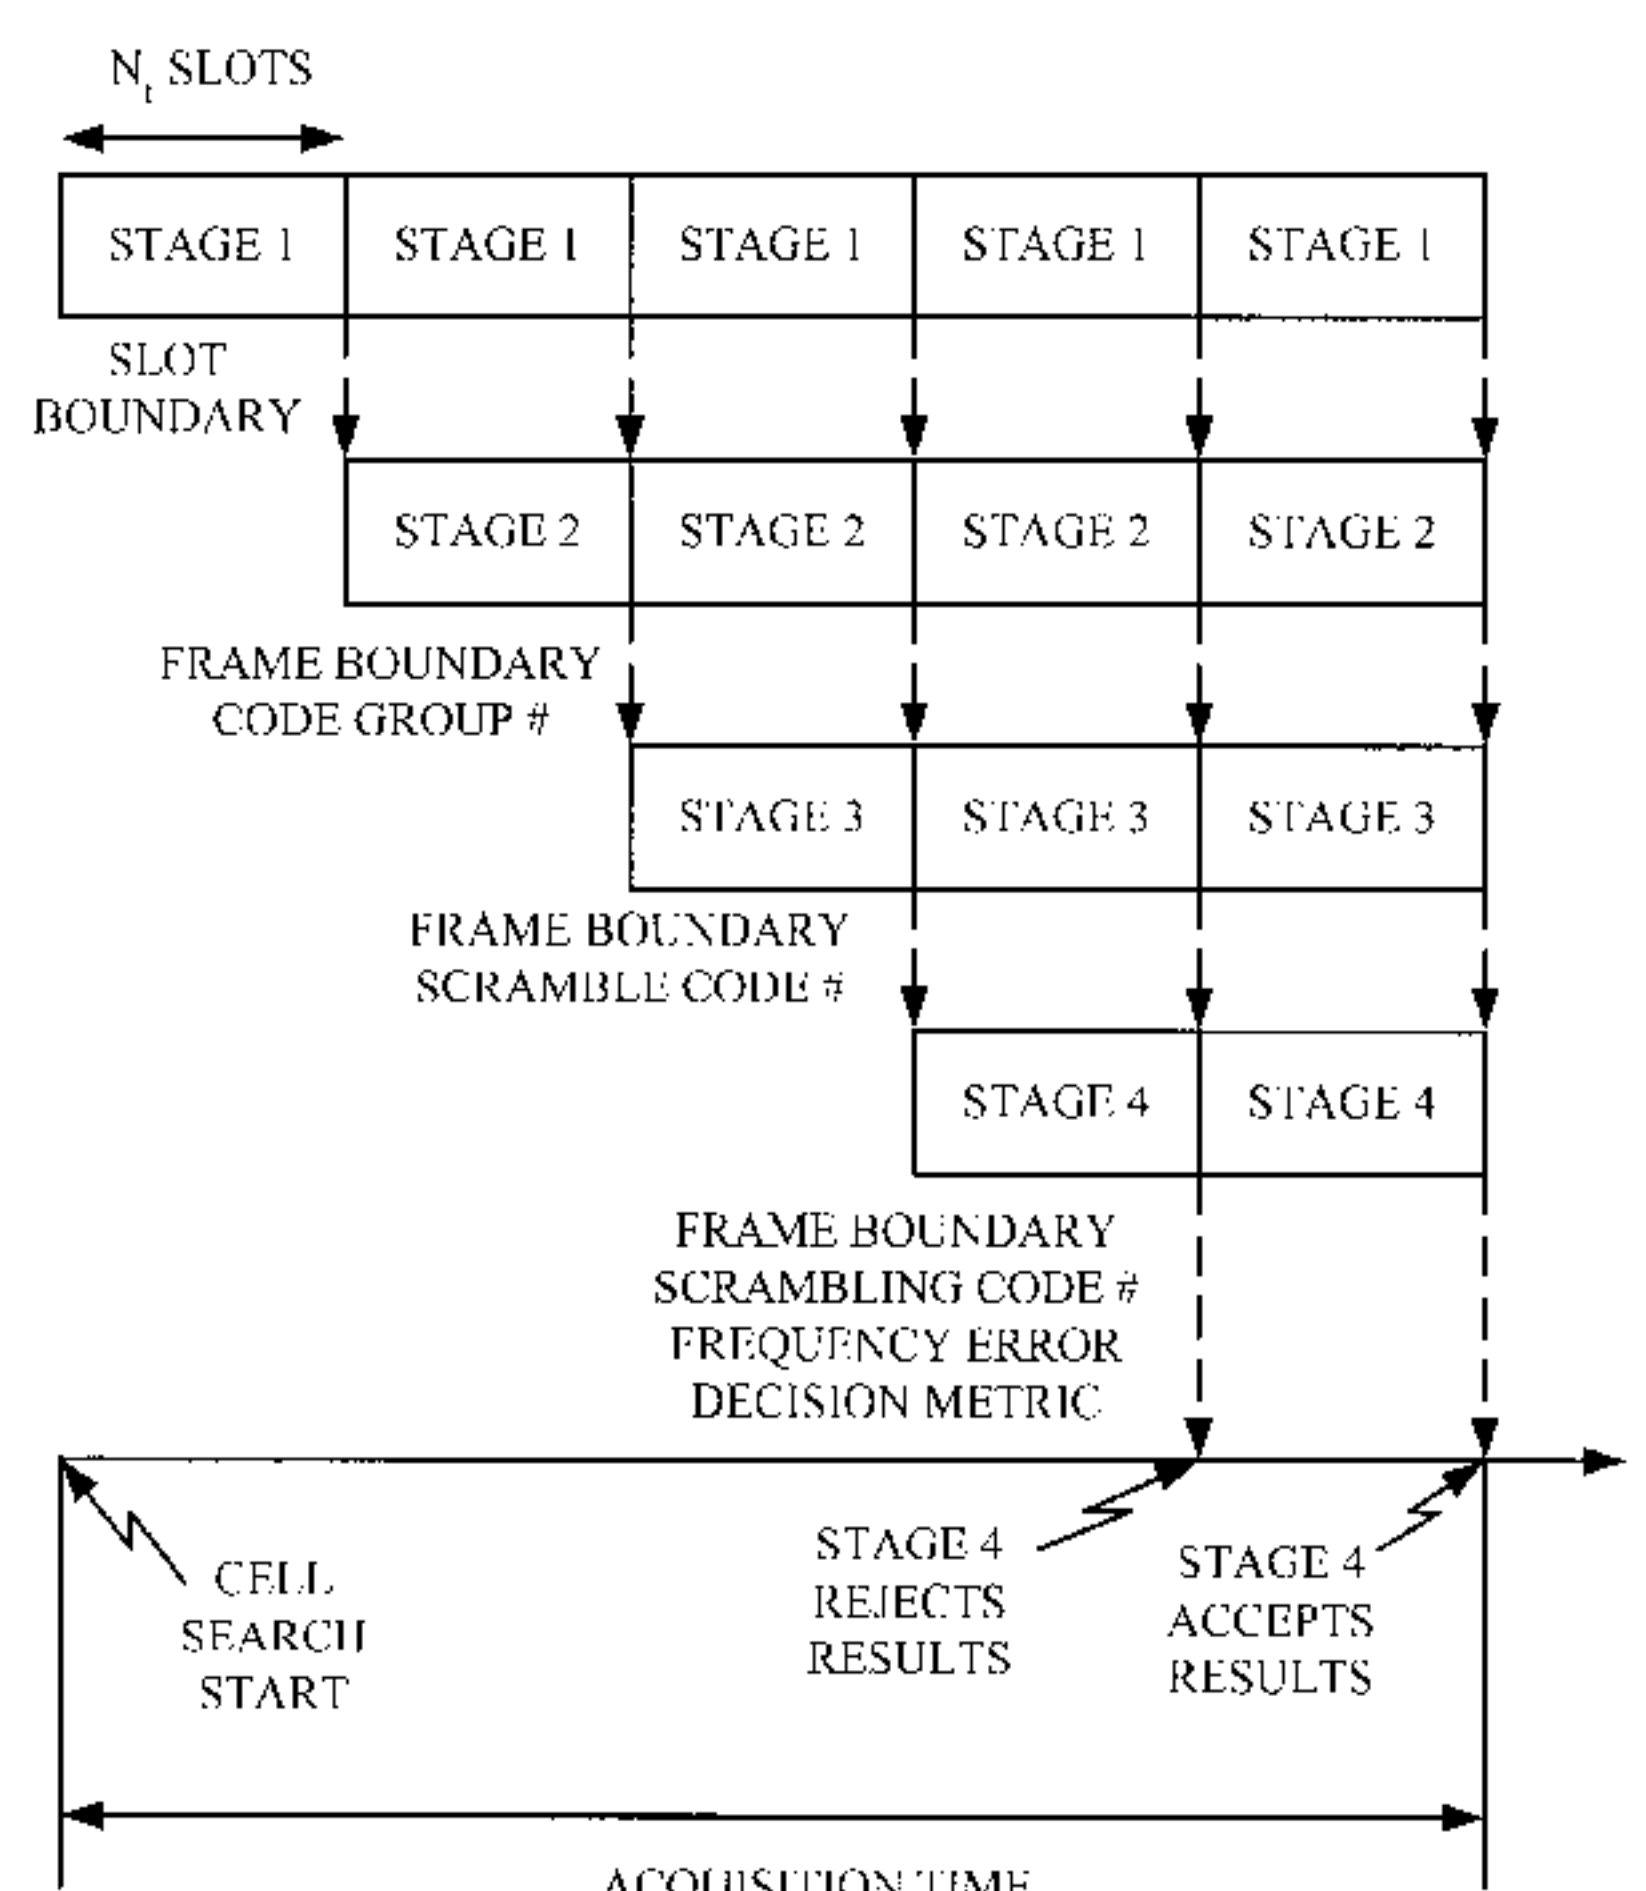 N_t SLOTS
STAGE 1 STAGE 1 STAGE 1 STAGE 1 STAGE 1
SLOT
BOUNDARY
STAGE 2 STAGE 2 STAGE 2 STAGE 2
FRAME BOUNDARY
CODE GROUP #
STAGE 3 STAGE 3 STAGE 3
FRAME BOUNDARY
SCRAMBLE CODE #
STAGE 4 STAGE 4
FRAME BOUNDARY
SCRAMBLING CODE #
FREQUENCY ERROR
DECISION METRIC
CELL
SEARCH
START
STAGE 4
REJECTS
RESULTS
STAGE 4
ACCEPTS
RESULTS
ACQUISITION TIME